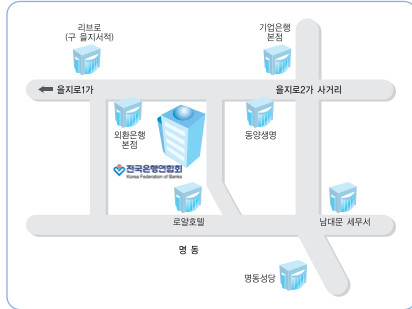 리브로
(구 을지서적)
기업은행
본점
을지로1가
을지로2가 사거리
외환은행
본점
동양생명
전국은행연합회
Korea Federation of Banks
로얄호텔
남대문 세무서
명 동
명동성당